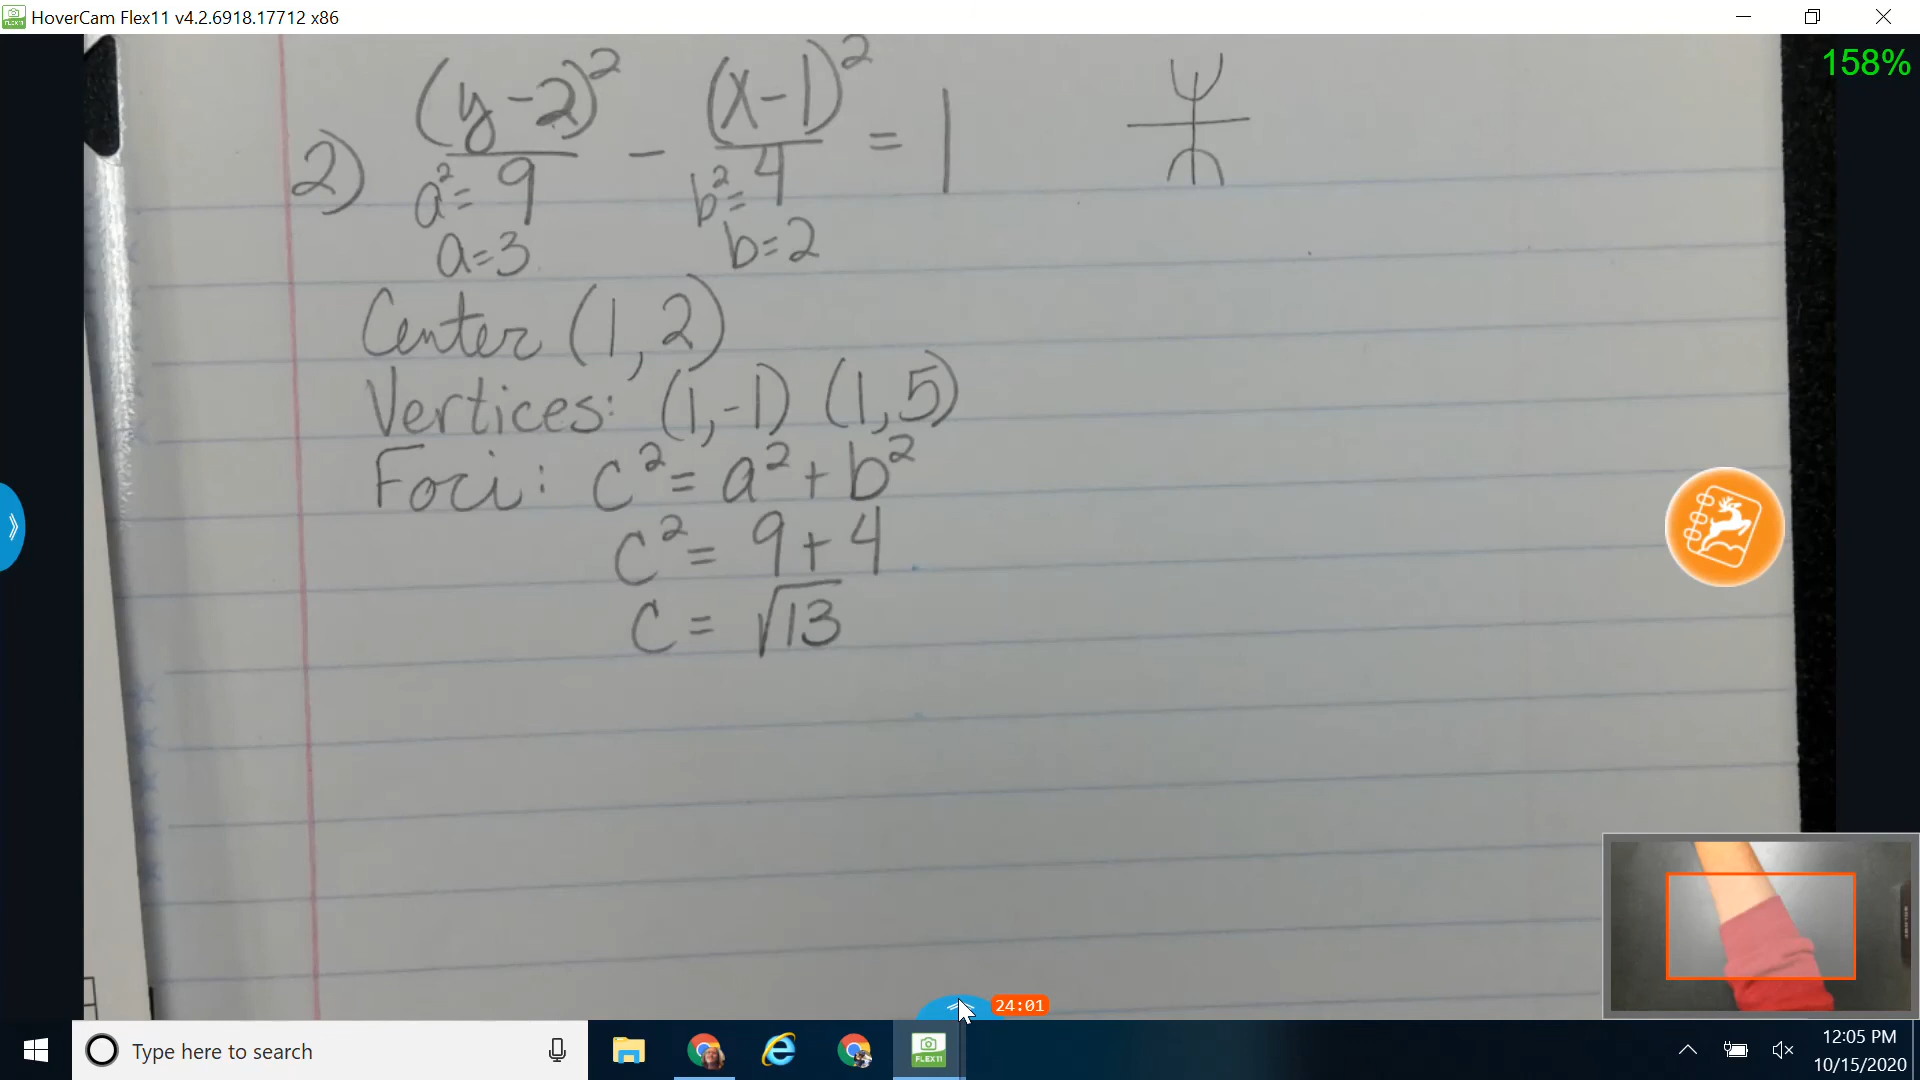 HoverCam Flex11 v4.2.6918.17712 x86
158%
2) (y-2)² / a²=9 - (x-1)² / b²=4 = 1
a=3 b=2
Center (1, 2)
Vertices: (1,-1) (1,5)
Foci: c² = a² + b²
c² = 9 + 4
c = √13
24:01
Type here to search
FLEX11
12:05 PM
10/15/2020